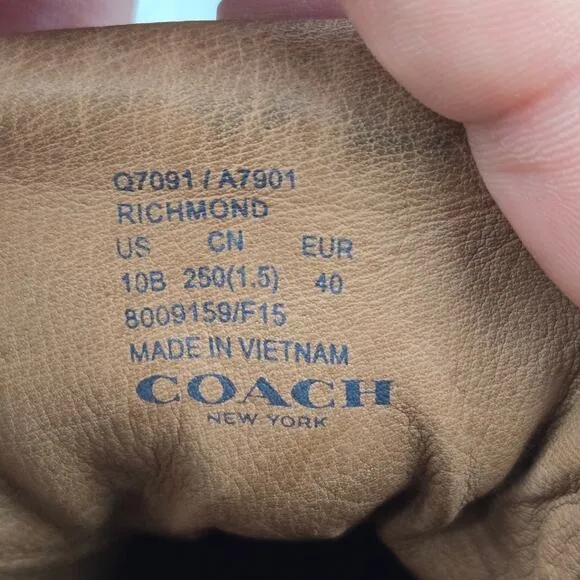 Q7091 / A7901
RICHMOND
US CN EUR
10B 250(1.5) 40
8009159/F15
MADE IN VIETNAM
COACH
NEW YORK